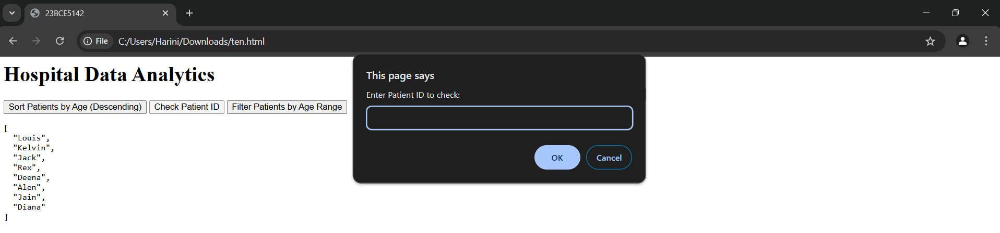 23BCE5142
File C:/Users/Harini/Downloads/ten.html
Hospital Data Analytics
Sort Patients by Age (Descending) Check Patient ID Filter Patients by Age Range
[
"Louis",
"Kelvin",
"Jack",
"Rex",
"Deena",
"Alen",
"Jain",
"Diana"
]
This page says
Enter Patient ID to check:
OK Cancel